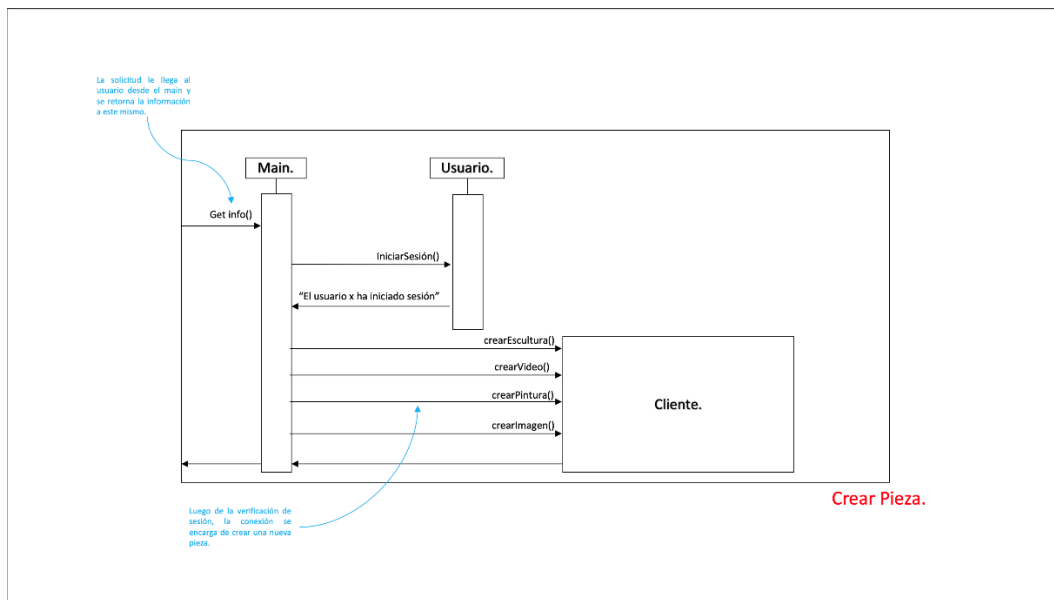 La solicitud le llega al
usuario desde el main y
se retorna la información
a este mismo.
Main.
Usuario.
Get info()
IniciarSesión()
“El usuario x ha iniciado sesión”
crearEscultura()
crearVideo()
crearPintura()
Cliente.
crearImagen()
Crear Pieza.
Luego de la verificación de
sesión, la conexión se
encarga de crear una nueva
pieza.